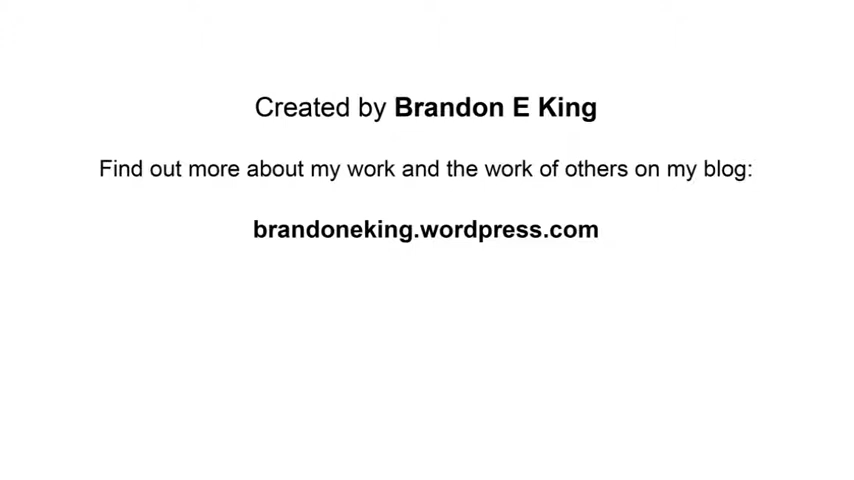 Created by Brandon E King
Find out more about my work and the work of others on my blog:
brandoneking.wordpress.com